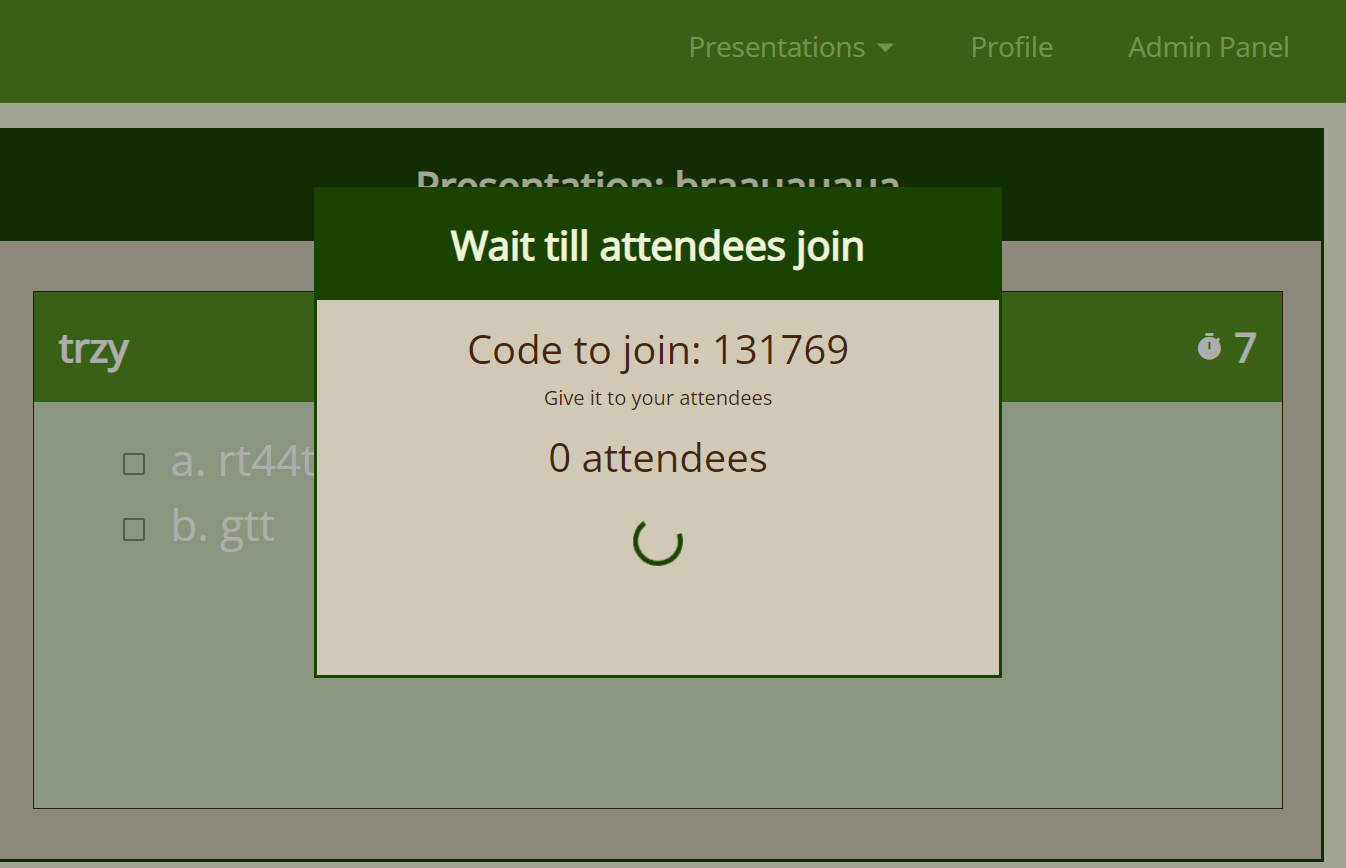 Presentations Profile Admin Panel
Presentation: braauauaua
Wait till attendees join
trzy
7
Code to join: 131769
Give it to your attendees
0 attendees
a. rt44t
b. gtt